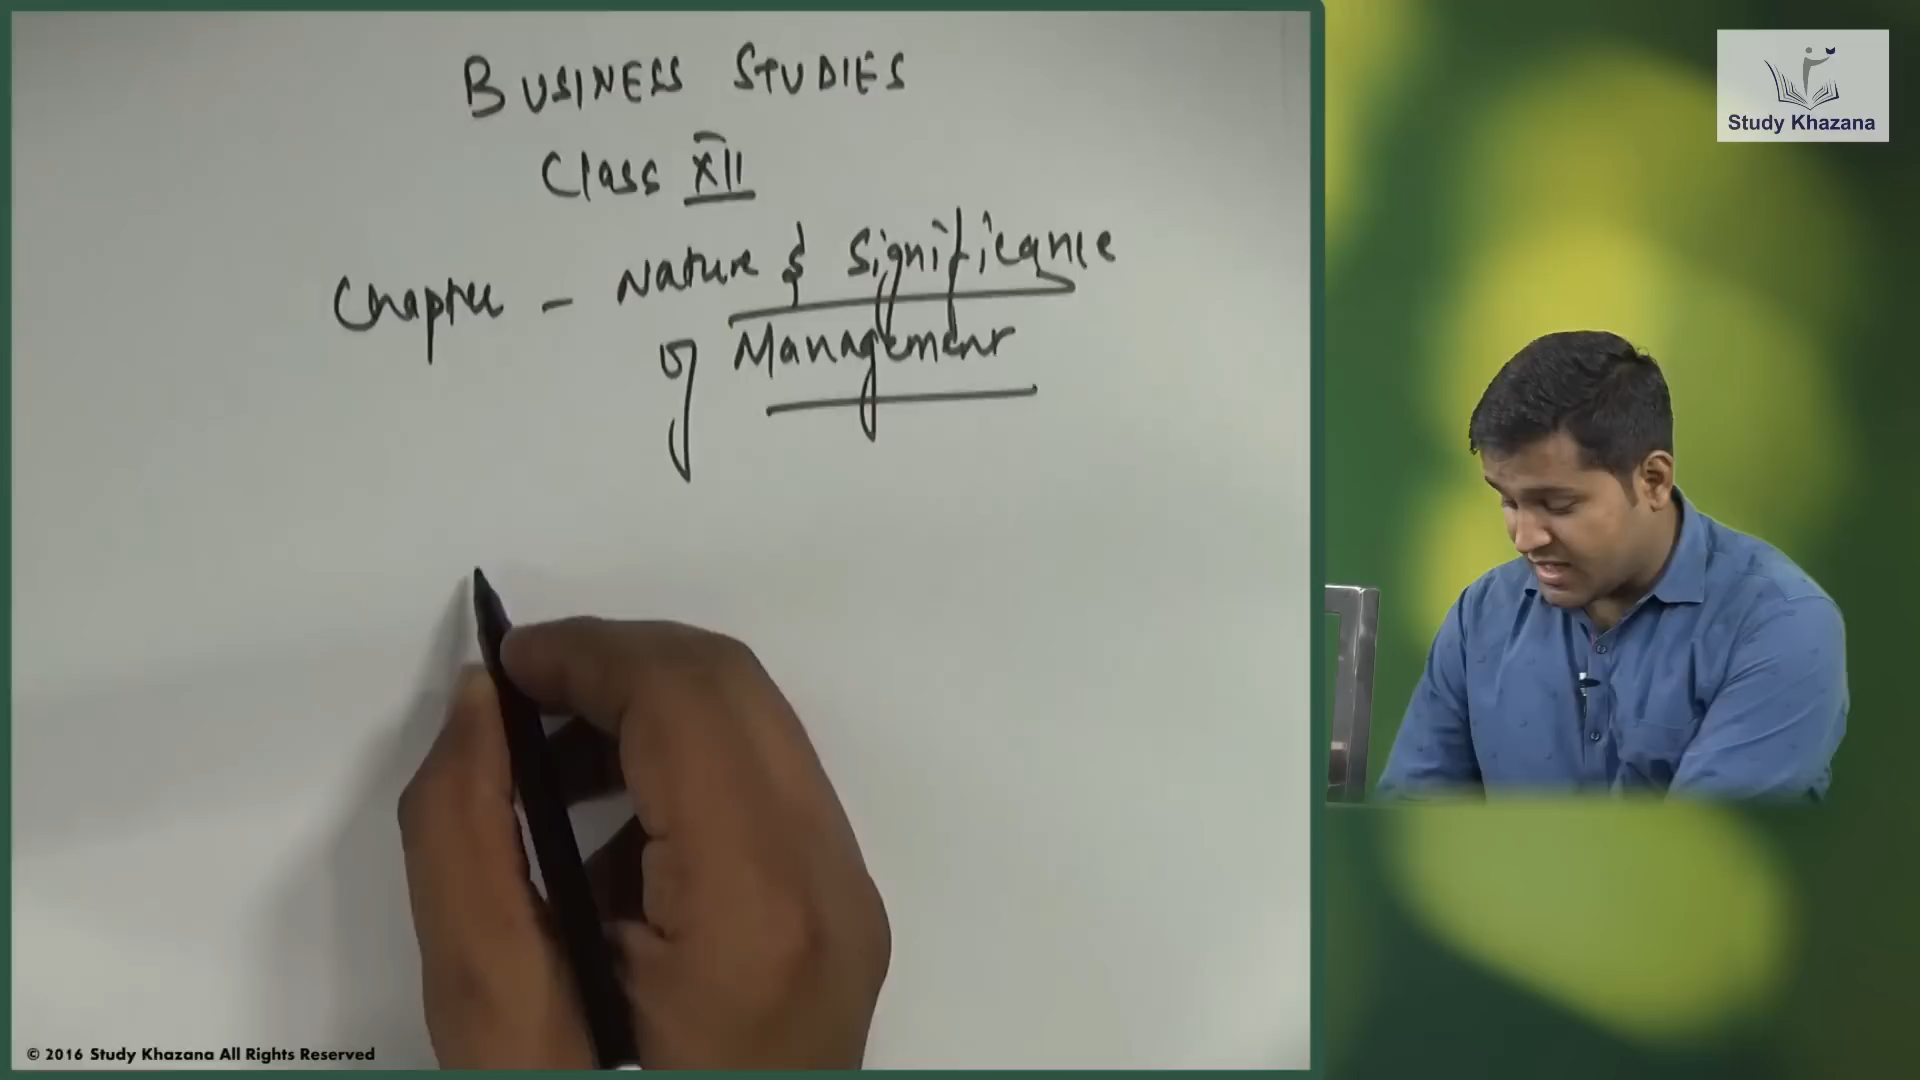 BUSINESS STUDIES
Class XII
Chapter - Nature & Significance
of Management
Study Khazana
© 2016 Study Khazana All Rights Reserved